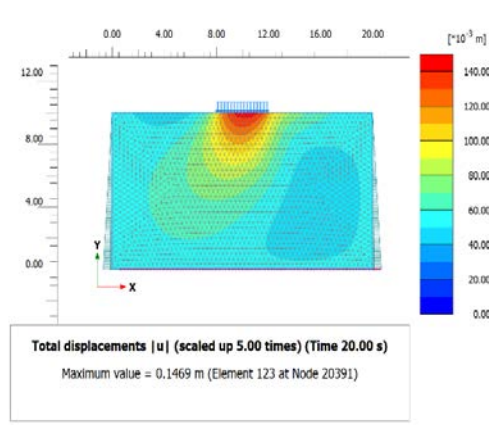 0.00 4.00 8.00 12.00 16.00 20.00
[*10⁻³ m]
12.00
8.00
4.00
0.00
Y
X
140.00
120.00
100.00
80.00
60.00
40.00
20.00
0.00
Total displacements |u| (scaled up 5.00 times) (Time 20.00 s)
Maximum value = 0.1469 m (Element 123 at Node 20391)